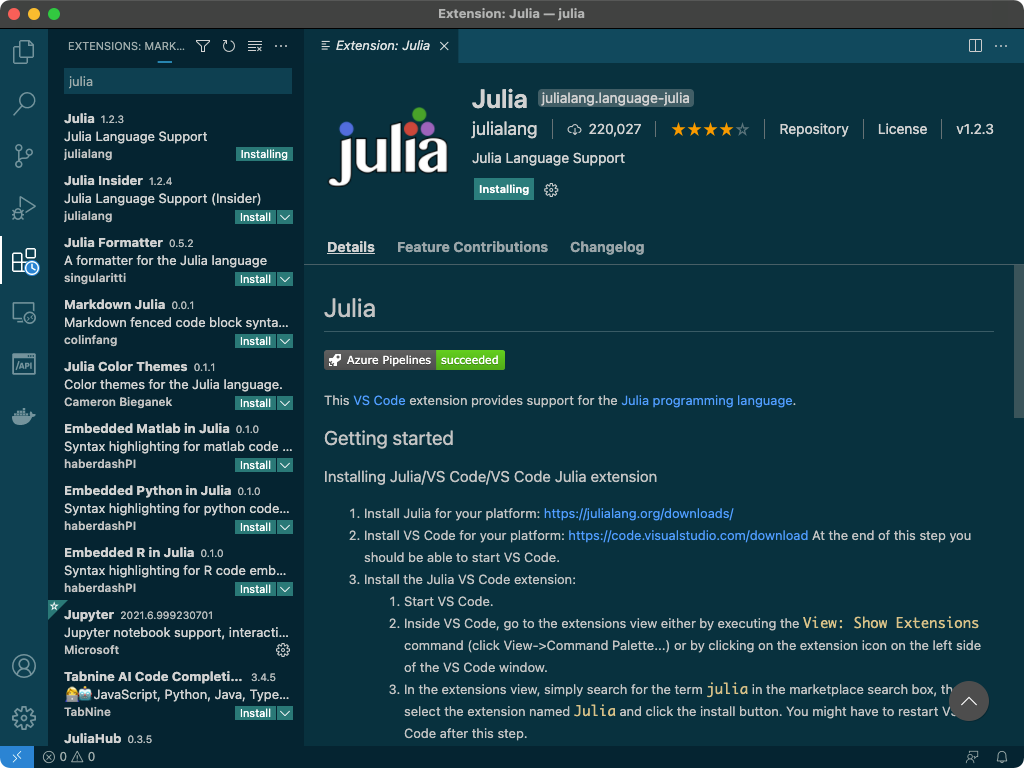 Extension: Julia — julia
EXTENSIONS: MARK...
julia
Julia 1.2.3
Julia Language Support
julialang
Installing
Julia Insider 1.2.4
Julia Language Support (Insider)
julialang
Install
Julia Formatter 0.5.2
A formatter for the Julia language
singularitti
Install
Markdown Julia 0.0.1
Markdown fenced code block synta...
colinfang
Install
Julia Color Themes 0.1.1
Color themes for the Julia language.
Cameron Bieganek
Install
Embedded Matlab in Julia 0.1.0
Syntax highlighting for matlab code ...
haberdashPI
Install
Embedded Python in Julia 0.1.0
Syntax highlighting for python code...
haberdashPI
Install
Embedded R in Julia 0.1.0
Syntax highlighting for R code emb...
haberdashPI
Install
Jupyter 2021.6.999230701
Jupyter notebook support, interacti...
Microsoft
Tabnine AI Code Completi... 3.4.5
JavaScript, Python, Java, Type...
TabNine
Install
JuliaHub 0.3.5
/API
0 0
Extension: Julia
julia
Julia julialang.language-julia
julialang 220,027 Repository License v1.2.3
Julia Language Support
Installing
Details Feature Contributions Changelog
Julia
Azure Pipelines succeeded
This VS Code extension provides support for the Julia programming language.
Getting started
Installing Julia/VS Code/VS Code Julia extension
1. Install Julia for your platform: https://julialang.org/downloads/
2. Install VS Code for your platform: https://code.visualstudio.com/download At the end of this step you
should be able to start VS Code.
3. Install the Julia VS Code extension:
1. Start VS Code.
2. Inside VS Code, go to the extensions view either by executing the View: Show Extensions
command (click View->Command Palette...) or by clicking on the extension icon on the left side
of the VS Code window.
3. In the extensions view, simply search for the term julia in the marketplace search box,
select the extension named Julia and click the install button. You might have to restart
Code after this step.